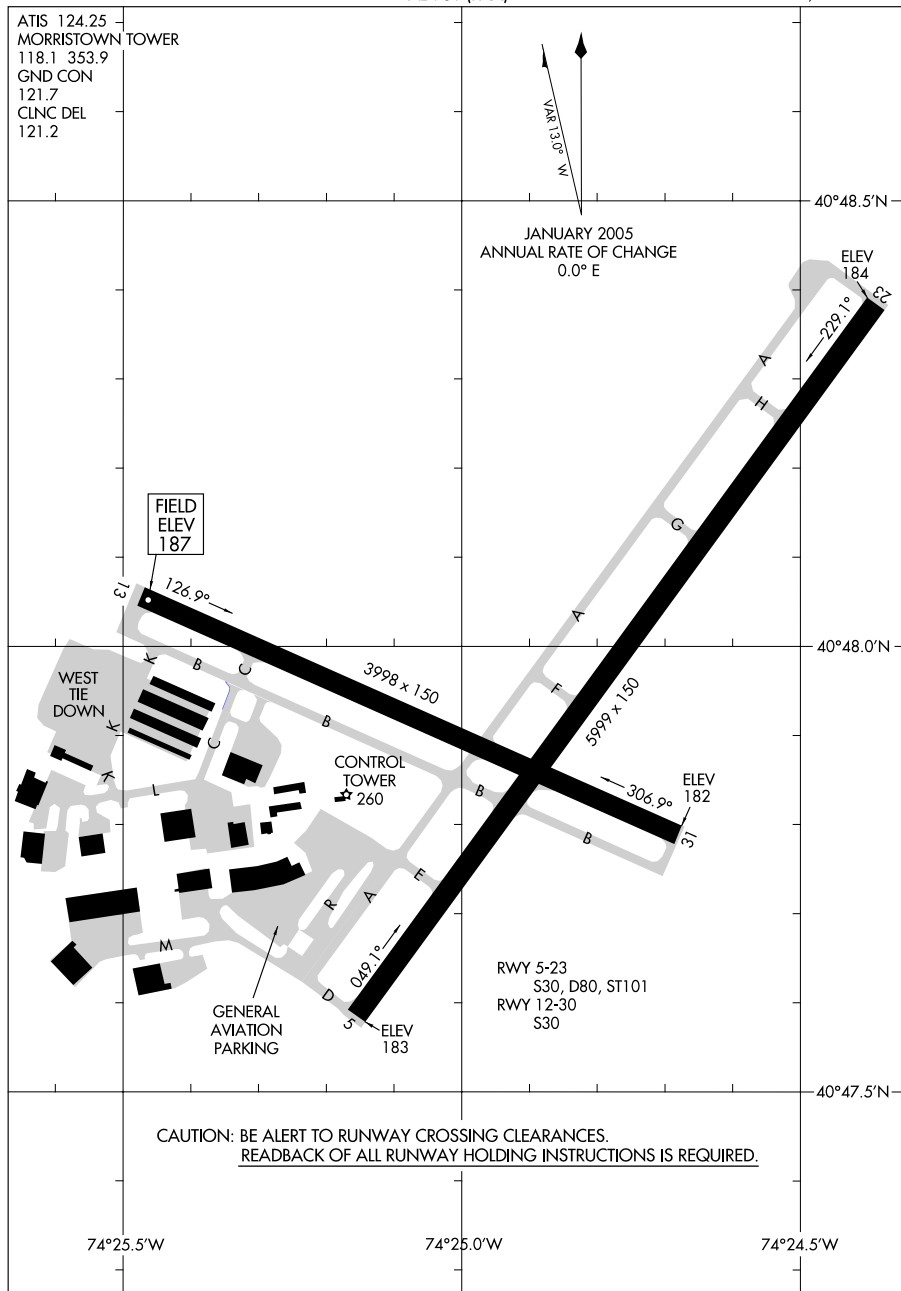 ATIS 124.25
MORRISTOWN TOWER
118.1 353.9
GND CON
121.7
CLNC DEL
121.2
VAR 13.0° W
JANUARY 2005
ANNUAL RATE OF CHANGE
0.0° E
40°48.5'N
ELEV
184
23
229.1°
A
H
G
A
FIELD
ELEV
187
13
126.9°
40°48.0'N
3998 x 150
K
B
C
WEST
TIE
DOWN
F
5999 x 150
K
B
C
CONTROL
TOWER
260
K
L
B
306.9°
ELEV
182
B
31
E
A
R
M
049.1°
D
5
ELEV
183
GENERAL
AVIATION
PARKING
RWY 5-23
S30, D80, ST101
RWY 12-30
S30
40°47.5'N
CAUTION: BE ALERT TO RUNWAY CROSSING CLEARANCES.
READBACK OF ALL RUNWAY HOLDING INSTRUCTIONS IS REQUIRED.
74°25.5'W
74°25.0'W
74°24.5'W